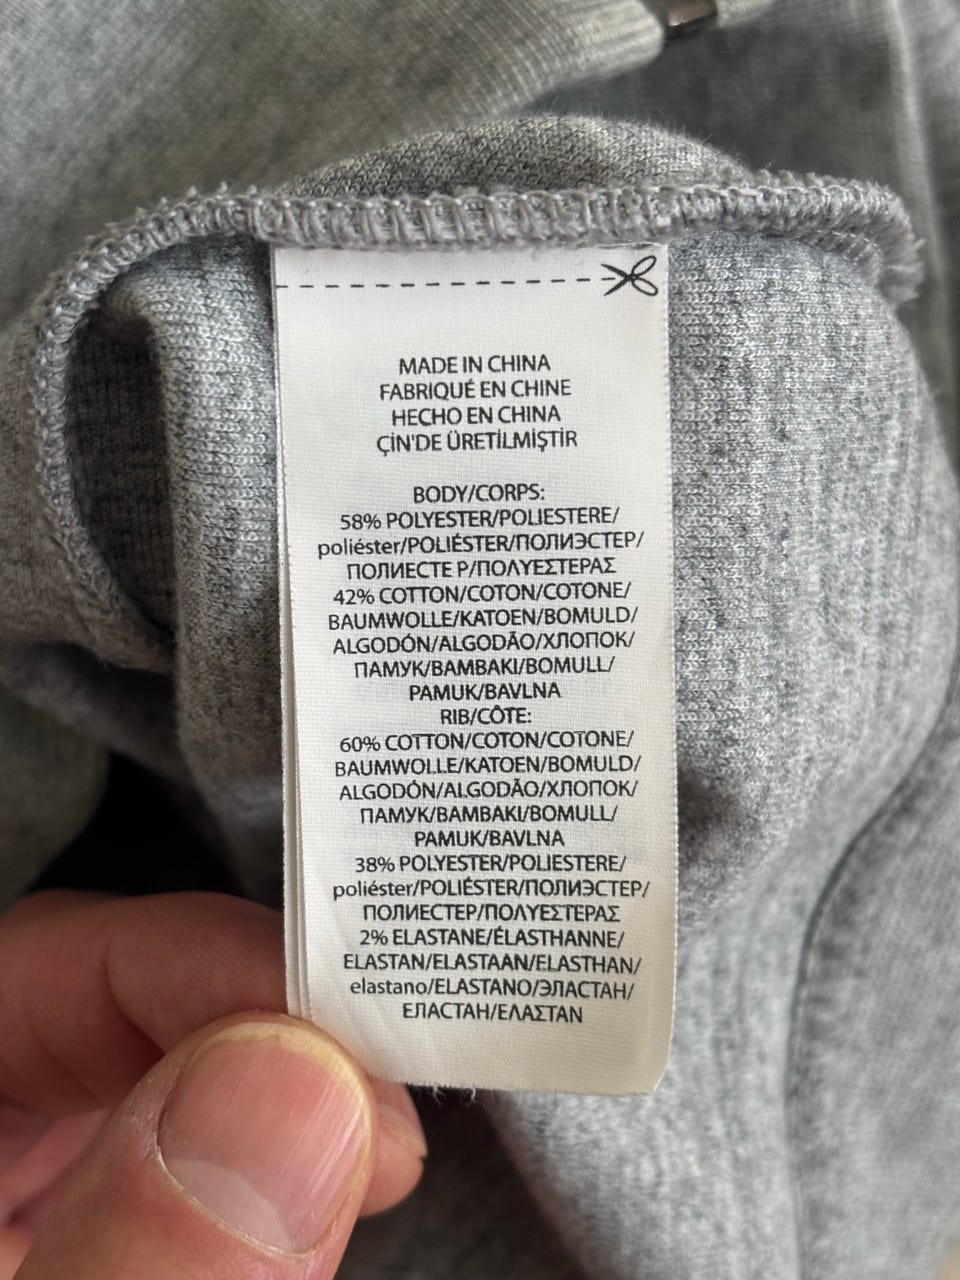 MADE IN CHINA
FABRIQUÉ EN CHINE
HECHO EN CHINA
ÇİN'DE ÜRETİLMİŞTİR
BODY/CORPS:
58% POLYESTER/POLIESTERE/
poliéster/POLIÉSTER/ПОЛИЭСТЕР/
ПОЛИЕСТЕ Р/ΠΟΛΥΕΣΤΕΡΑΣ
42% COTTON/COTON/COTONE/
BAUMWOLLE/KATOEN/BOMULD/
ALGODÓN/ALGODÃO/ХЛОПОК/
ПАМУК/BAMBAKI/BOMULL/
PAMUK/BAVLNA
RIB/CÔTE:
60% COTTON/COTON/COTONE/
BAUMWOLLE/KATOEN/BOMULD/
ALGODÓN/ALGODÃO/ХЛОПОК/
ПАМУК/BAMBAKI/BOMULL/
PAMUK/BAVLNA
38% POLYESTER/POLIESTERE/
poliéster/POLIÉSTER/ПОЛИЭСТЕР/
ПОЛИЕСТЕР/ΠΟΛΥΕΣΤΕΡΑΣ
2% ELASTANE/ÉLASTHANNE/
ELASTAN/ELASTAAN/ELASTHAN/
elastano/ELASTANO/ЭЛАСТАН/
ЕЛАСТАН/ΕΛΑΣΤΑΝ